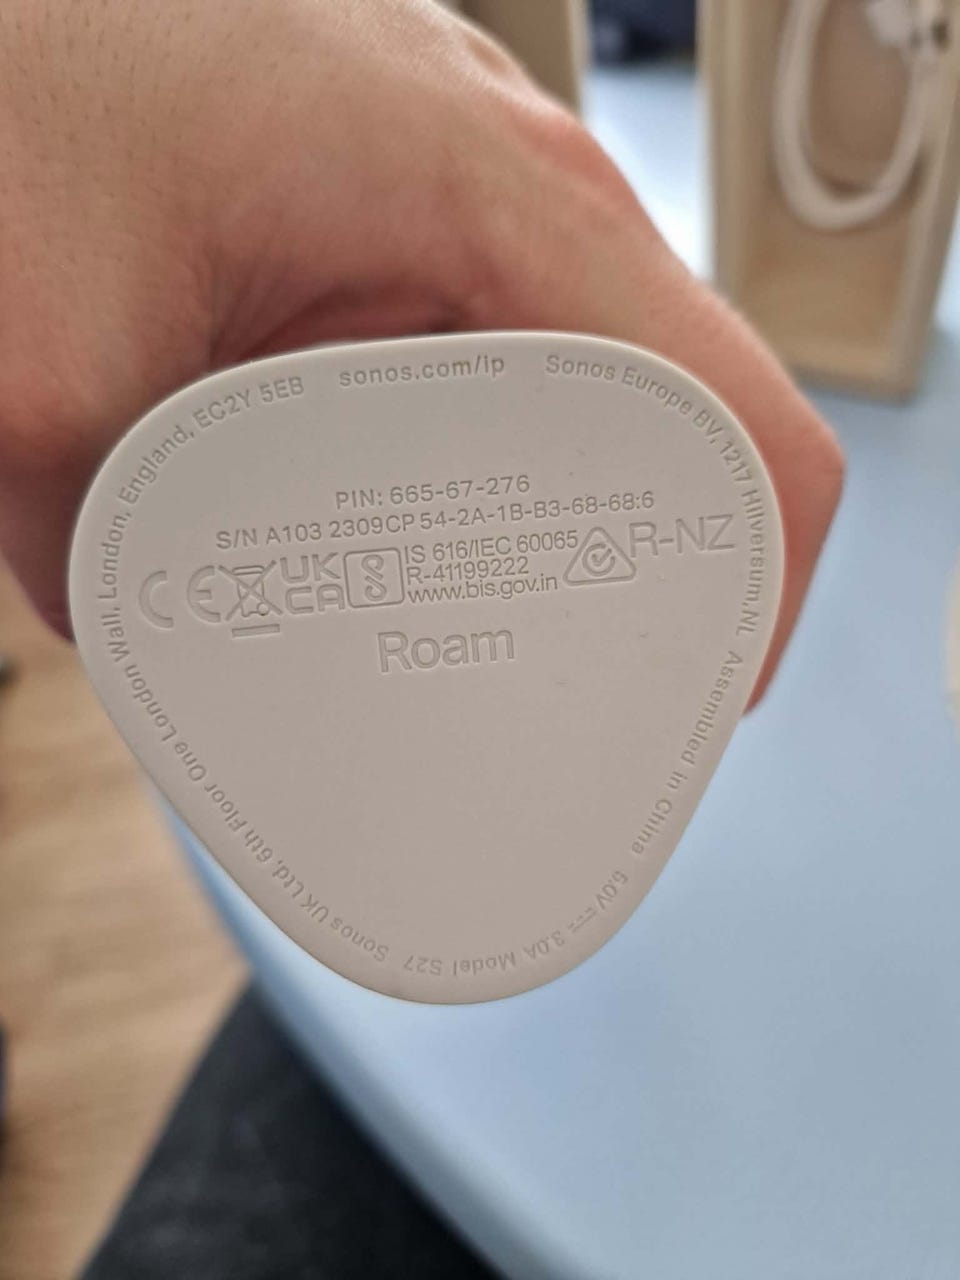 sonos.com/ip
Sonos Europe BV, 1217 Hilversum, NL
Assembled in China
5.0V ⎓ 3.0A Model S27
Sonos UK Ltd, 6th Floor One London Wall, London, England, EC2Y 5EB
PIN: 665-67-276
S/N A103 2309CP 54-2A-1B-B3-68-68:6
CE UK CA
IS 616/IEC 60065
R-41199222
www.bis.gov.in
R-NZ
Roam